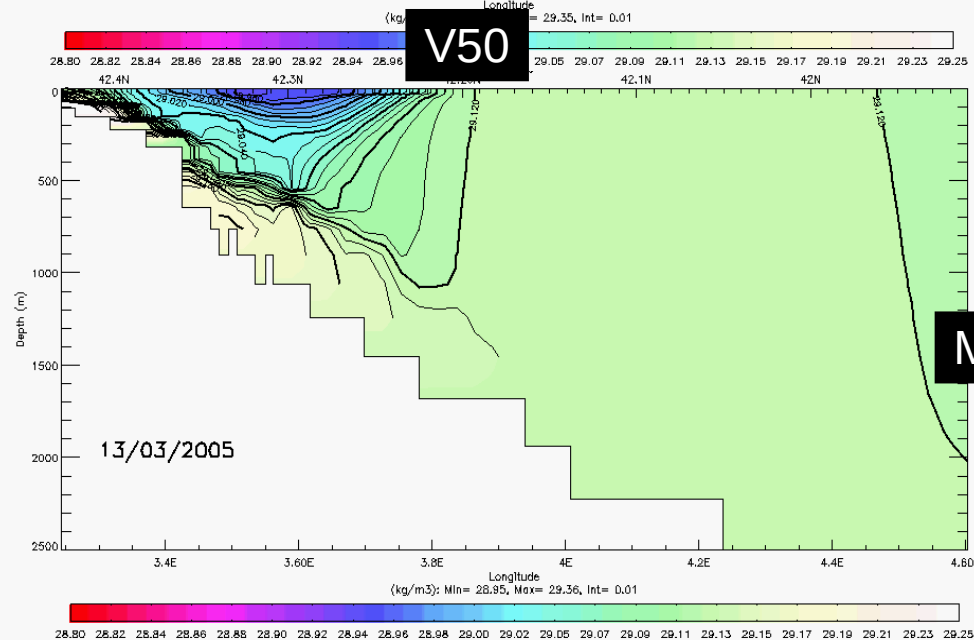 Longitude
(kg/ = 29.35, Int= 0.01
V50
28.80 28.82 28.84 28.86 28.88 28.90 28.92 28.94 28.96 29.05 29.07 29.09 29.11 29.13 29.15 29.17 29.19 29.21 29.23 29.25
42.4N 42.3N 42.1N 42N
0
29.020 29.000
29.040
29.120
29.120
500
1000
Depth (m)
M
1500
13/03/2005
2000
2500
3.4E 3.60E 3.8E 4E 4.2E 4.4E 4.60
Longitude
(kg/m3): Min= 28.95, Max= 29.36, Int= 0.01
28.80 28.82 28.84 28.86 28.88 28.90 28.92 28.94 28.96 28.98 29.00 29.02 29.05 29.07 29.09 29.11 29.13 29.15 29.17 29.19 29.21 29.23